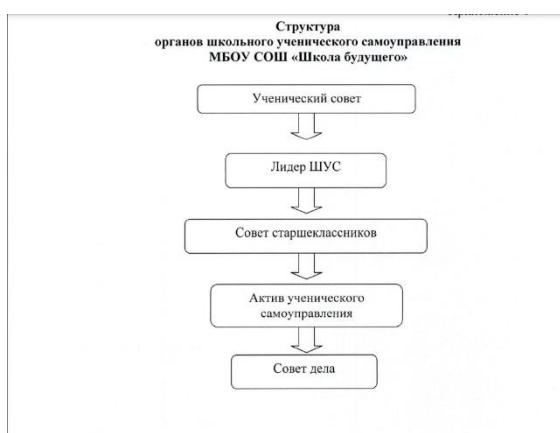 Структура
органов школьного ученического самоуправления
МБОУ СОШ «Школа будущего»
Ученический совет
Лидер ШУС
Совет старшеклассников
Актив ученического
самоуправления
Совет дела